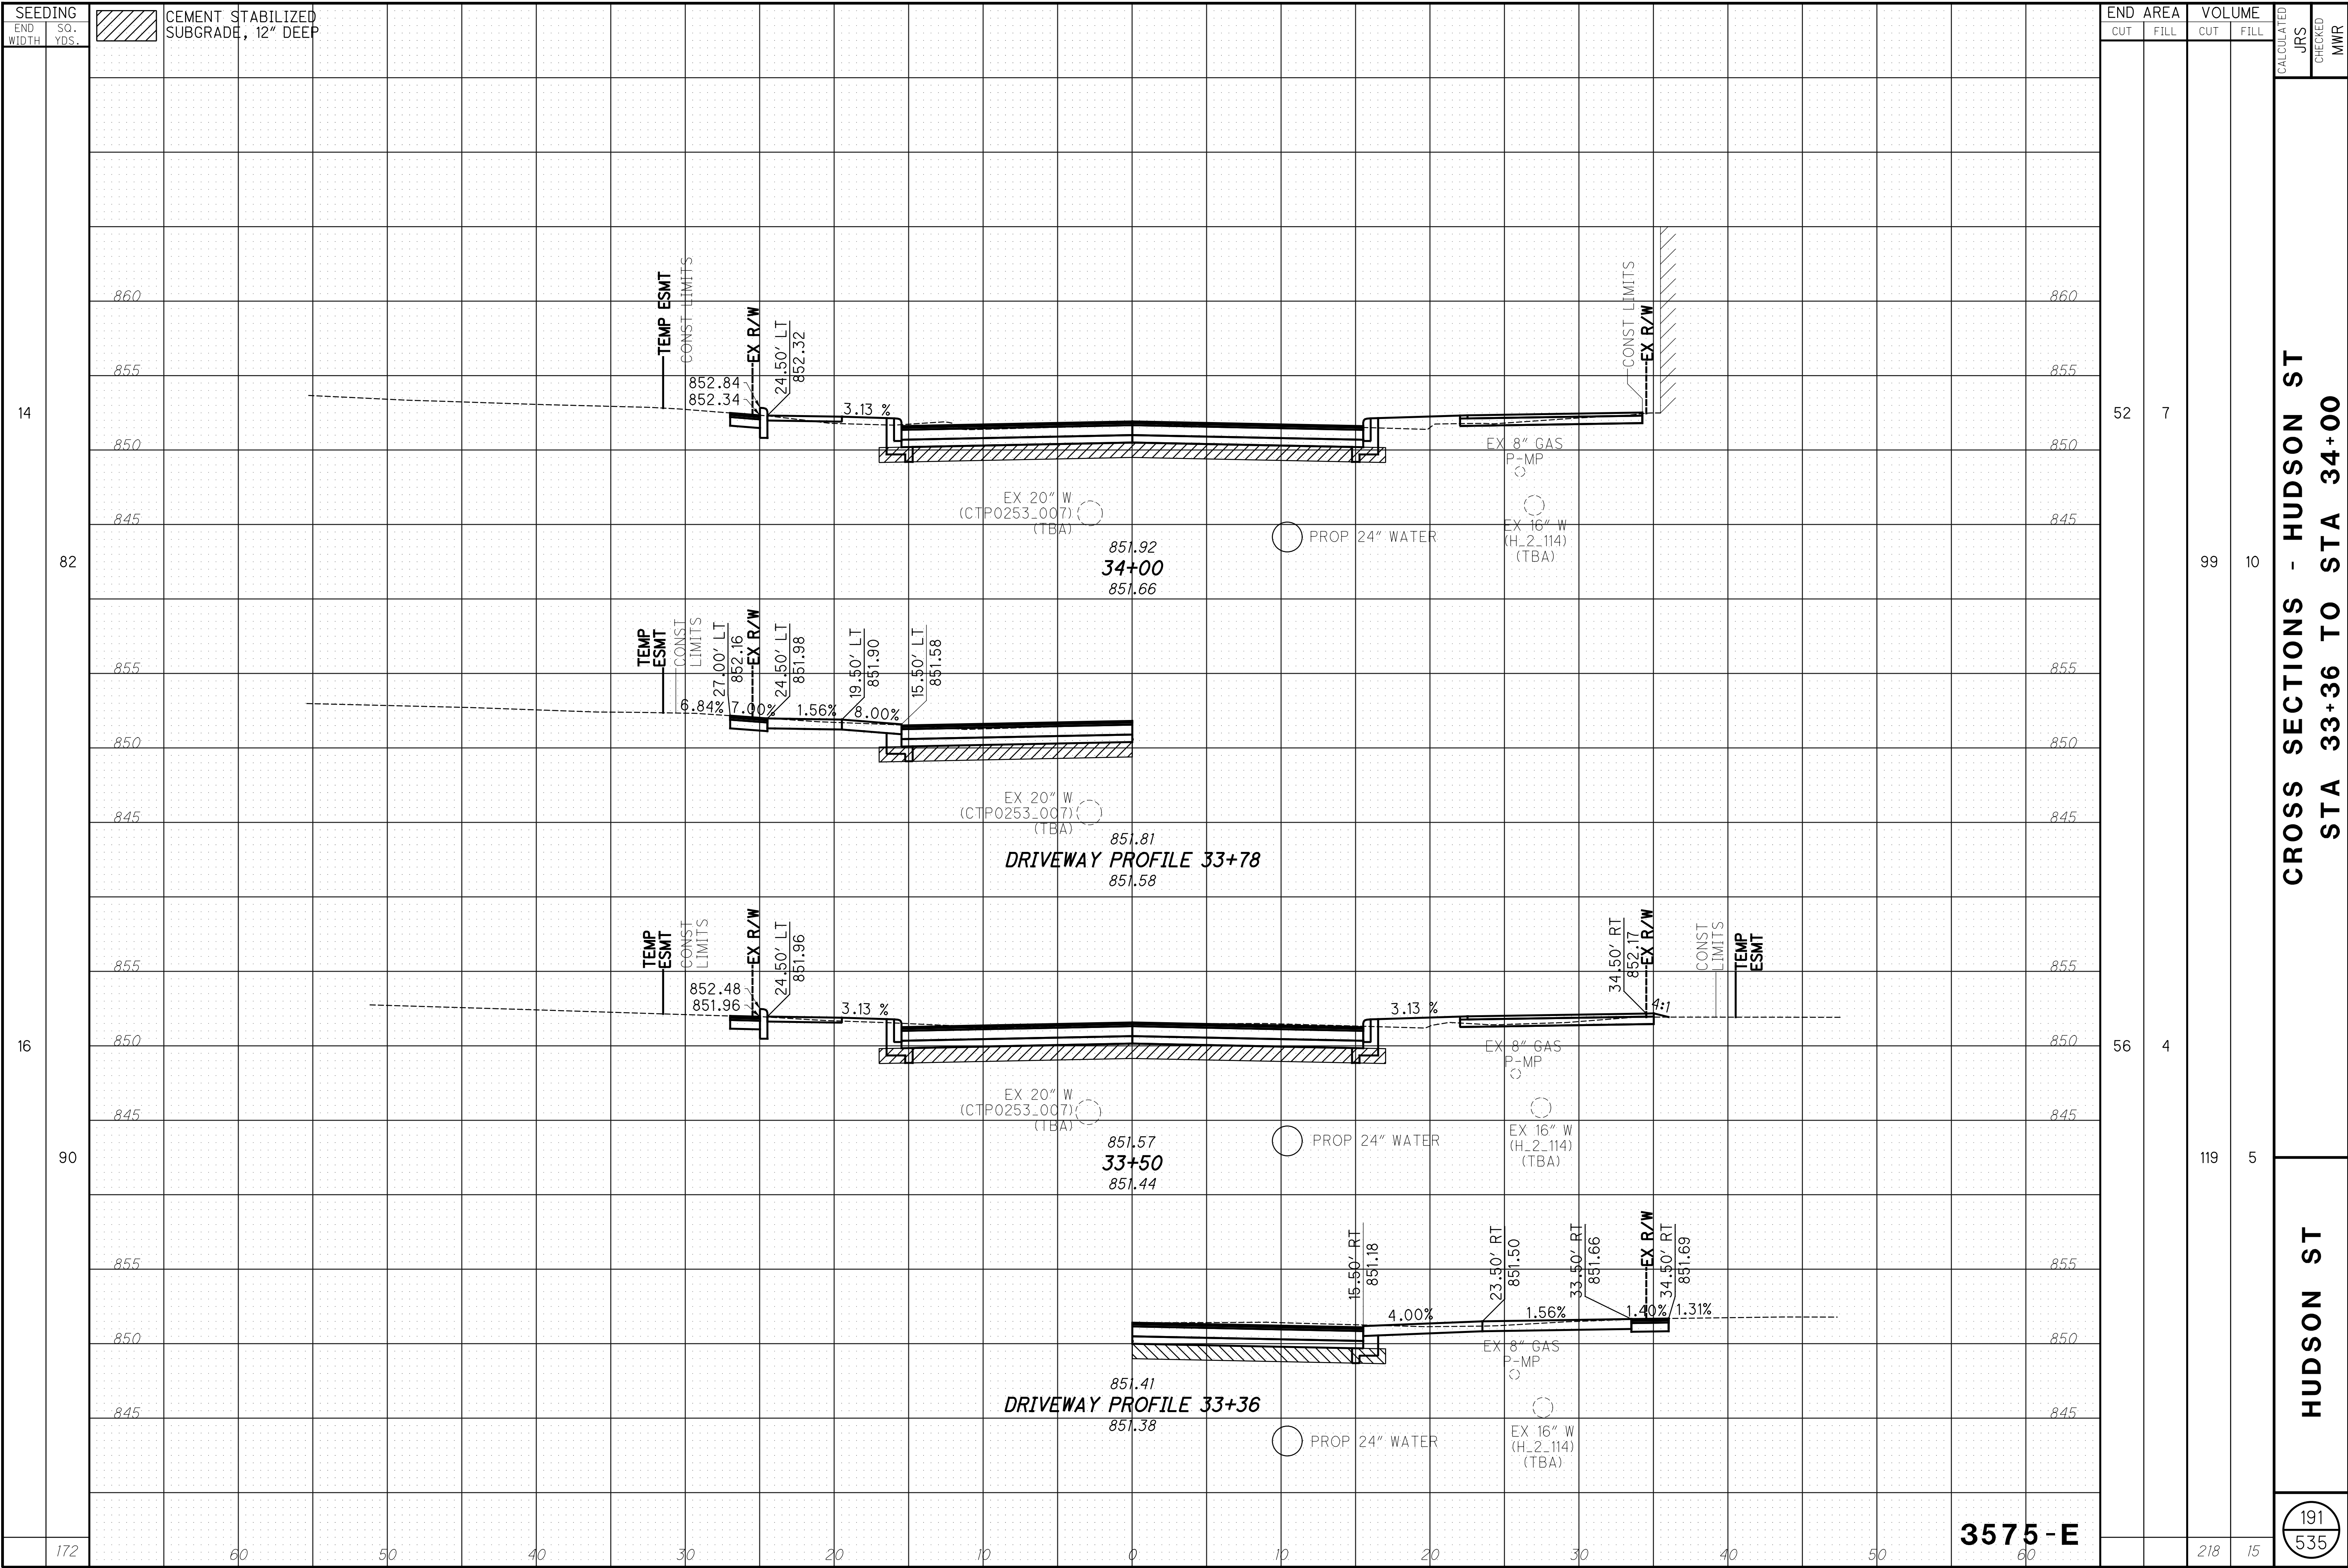 SEEDING
END WIDTH
SQ. YDS.
CEMENT STABILIZED
SUBGRADE, 12" DEEP
END AREA
VOLUME
CUT
FILL
CUT
FILL
CALCULATED
JRS
CHECKED
MWR
860
TEMP ESMT
CONST LIMITS
EX R/W
24.50' LT
852.32
CONST LIMITS
EX R/W
860
855
852.84
852.34
3.13 %
855
14
52
7
850
EX 8" GAS
P-MP
850
845
EX 20" W
(CTP0253_007)
(TBA)
PROP 24" WATER
EX 16" W
(H_2_114)
(TBA)
845
851.92
34+00
851.66
82
99
10
TEMP
ESMT
CONST
LIMITS
27.00' LT
852.16
EX R/W
24.50' LT
851.98
19.50' LT
851.90
15.50' LT
851.58
855
855
6.84%
7.00%
1.56%
8.00%
850
850
EX 20" W
(CTP0253_007)
(TBA)
845
845
851.81
DRIVEWAY PROFILE 33+78
851.58
TEMP
ESMT
CONST
LIMITS
EX R/W
24.50' LT
851.96
34.50' RT
852.17
EX R/W
CONST
LIMITS
TEMP
ESMT
855
855
852.48
851.96
3.13 %
3.13 %
4:1
16
850
EX 8" GAS
P-MP
850
56
4
EX 20" W
(CTP0253_007)
(TBA)
845
845
PROP 24" WATER
EX 16" W
(H_2_114)
(TBA)
851.57
33+50
851.44
90
119
5
15.50' RT
851.18
23.50' RT
851.50
33.50' RT
851.66
EX R/W
34.50' RT
851.69
855
855
4.00%
1.56%
1.40%
1.31%
850
850
EX 8" GAS
P-MP
851.41
DRIVEWAY PROFILE 33+36
851.38
845
845
PROP 24" WATER
EX 16" W
(H_2_114)
(TBA)
3575-E
172
60
50
40
30
20
10
0
10
20
30
40
50
60
218
15
CROSS SECTIONS - HUDSON ST
STA 33+36 TO STA 34+00
HUDSON ST
191
535